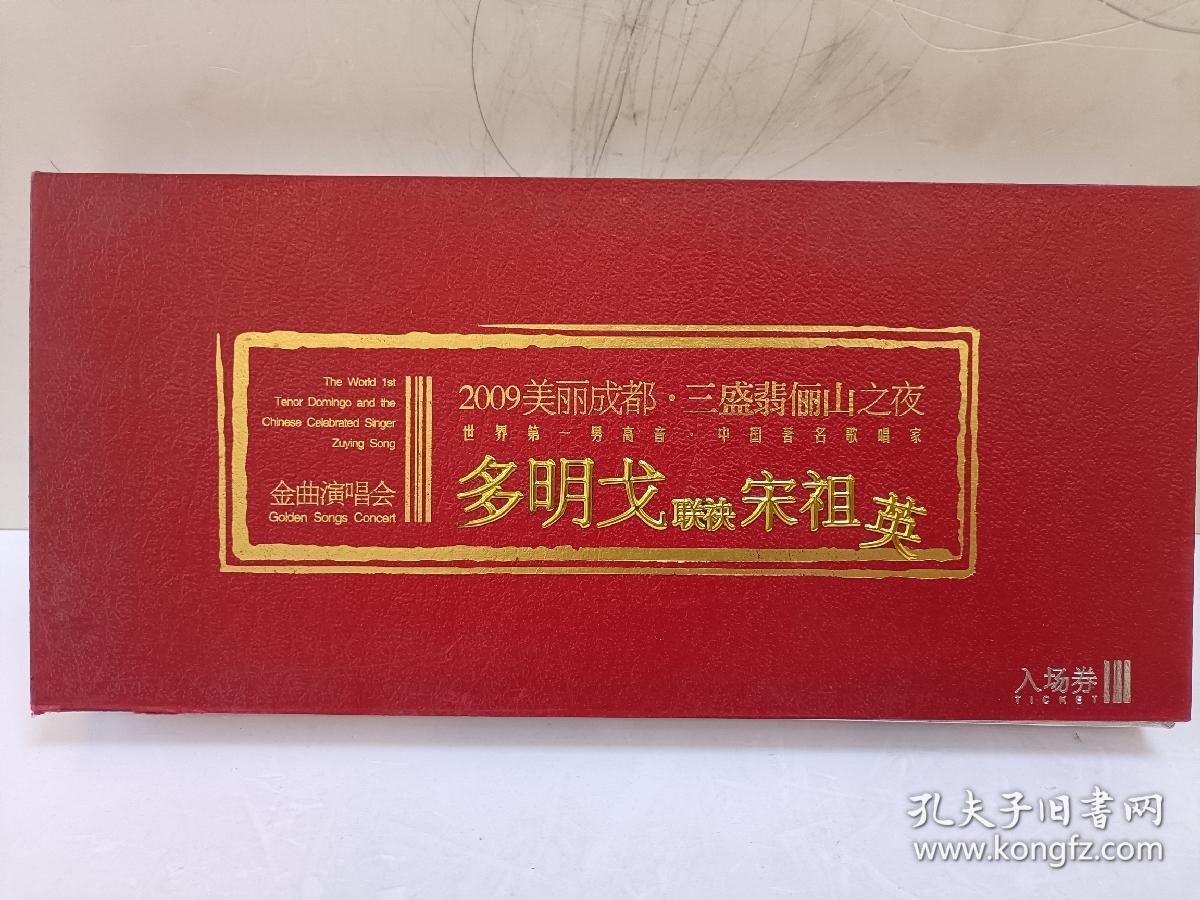 The World 1st
Tenor Domingo and the
Chinese Celebrated Singer
Zuying Song
金曲演唱会
Golden Songs Concert
2009美丽成都·三盛翡俪山之夜
世界第一男高音·中国著名歌唱家
多明戈联袂宋祖英
入场券
TICKET
孔夫子旧书网
www.kongfz.com